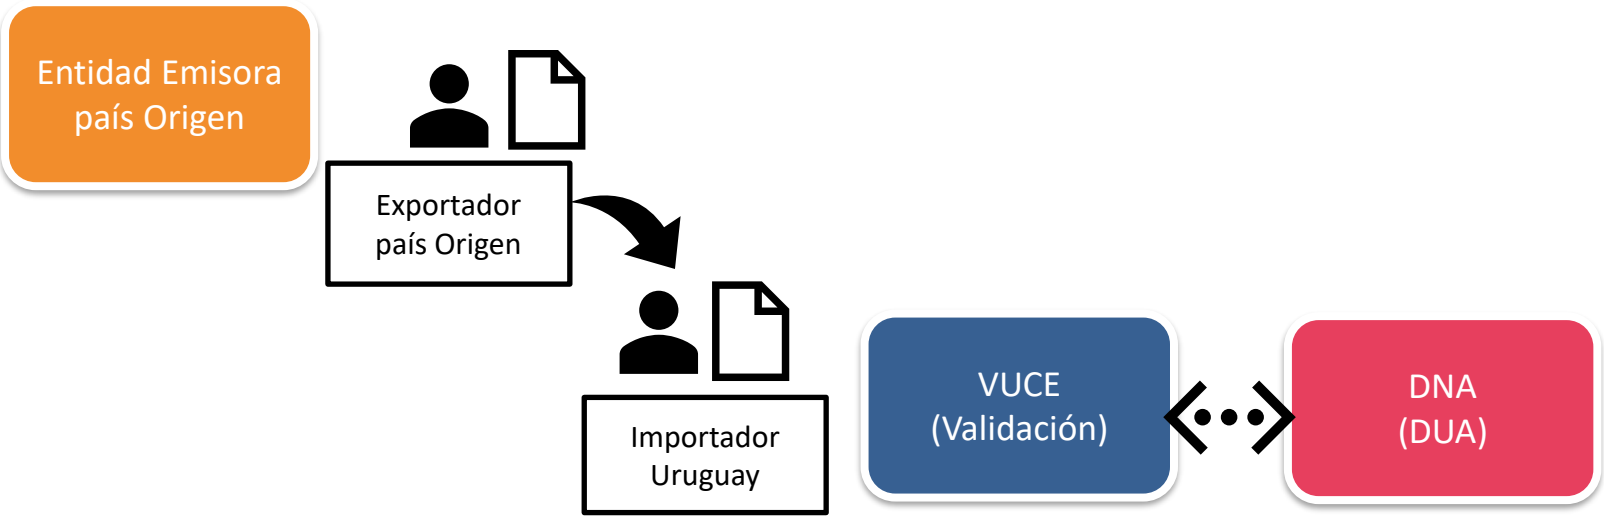 Entidad Emisora
país Origen
Exportador
país Origen
Importador
Uruguay
VUCE
(Validación)
DNA
(DUA)